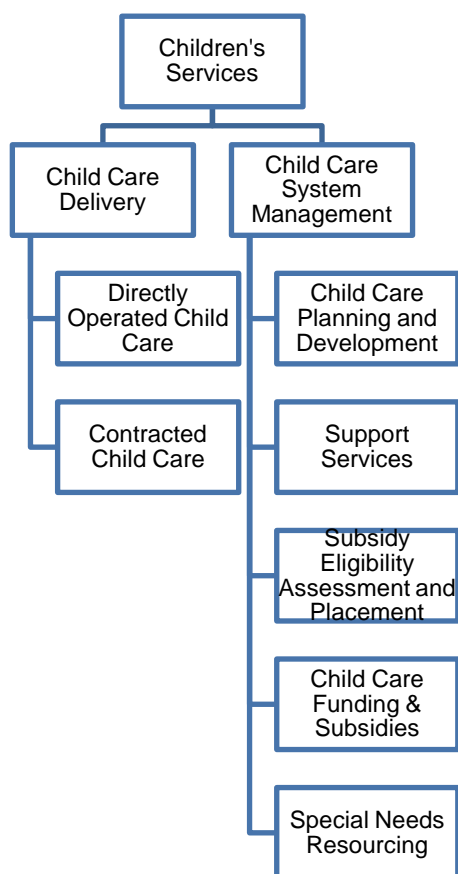 Children's
Services
Child Care
Delivery
Child Care
System
Management
Directly
Operated Child
Care
Contracted
Child Care
Child Care
Planning and
Development
Support
Services
Subsidy
Eligibility
Assessment and
Placement
Child Care
Funding &
Subsidies
Special Needs
Resourcing